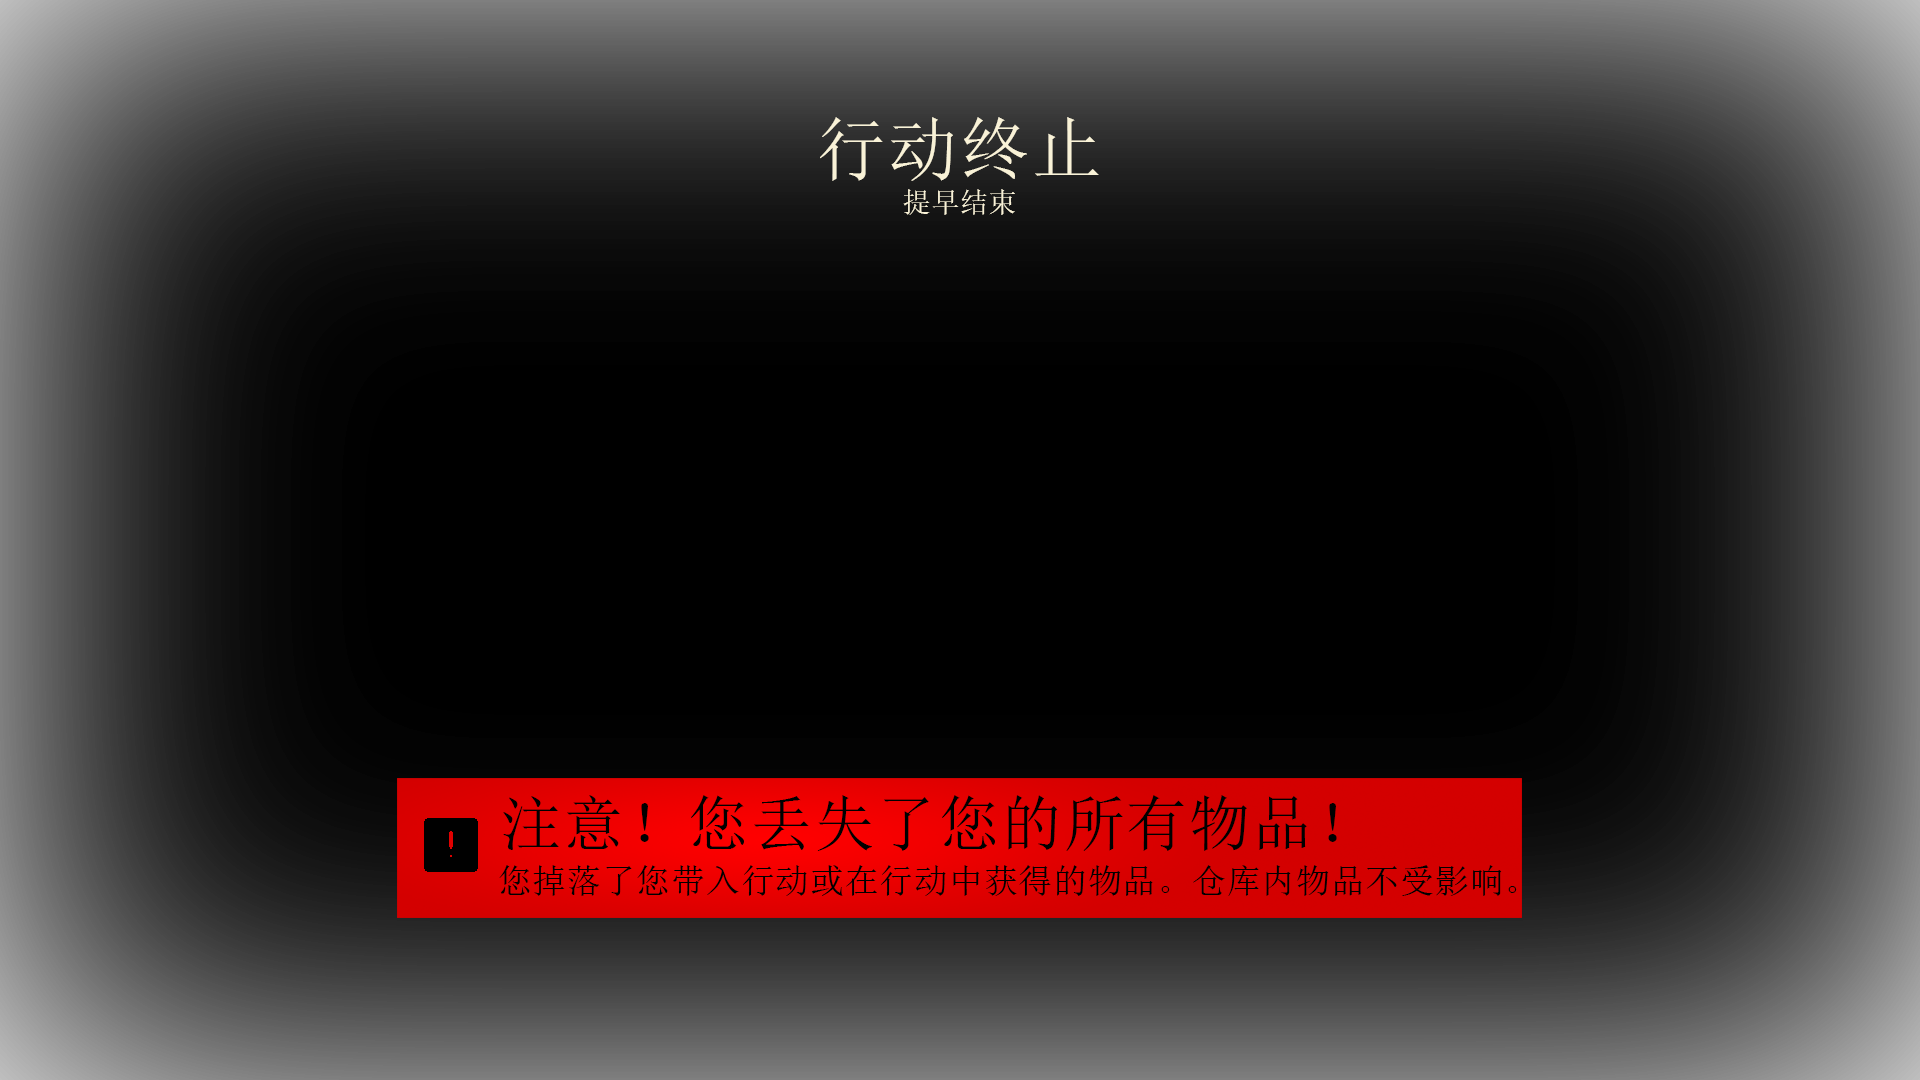 行动终止
提早结束
注意！您丢失了您的所有物品！
您掉落了您带入行动或在行动中获得的物品。仓库内物品不受影响。